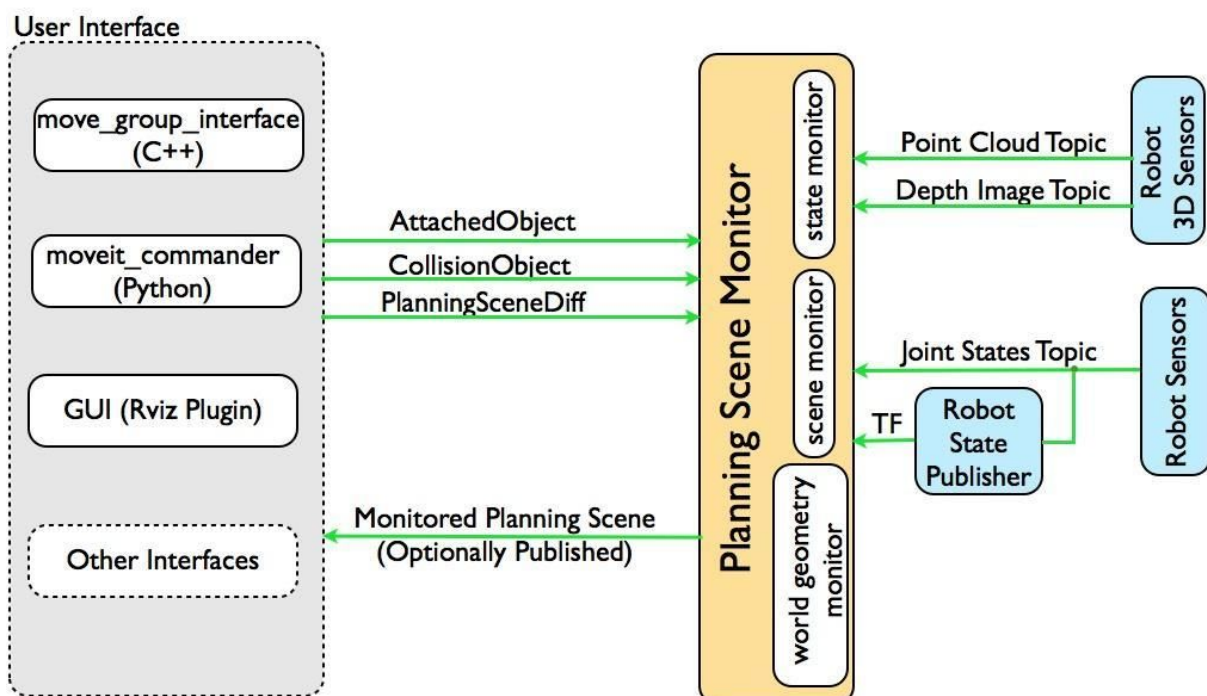 User Interface
move_group_interface
(C++)
moveit_commander
(Python)
GUI (Rviz Plugin)
Other Interfaces
AttachedObject
CollisionObject
PlanningSceneDiff
Monitored Planning Scene
(Optionally Published)
Planning Scene Monitor
state monitor
scene monitor
world geometry
monitor
Point Cloud Topic
Depth Image Topic
Joint States Topic
TF
Robot
State
Publisher
Robot
3D Sensors
Robot Sensors